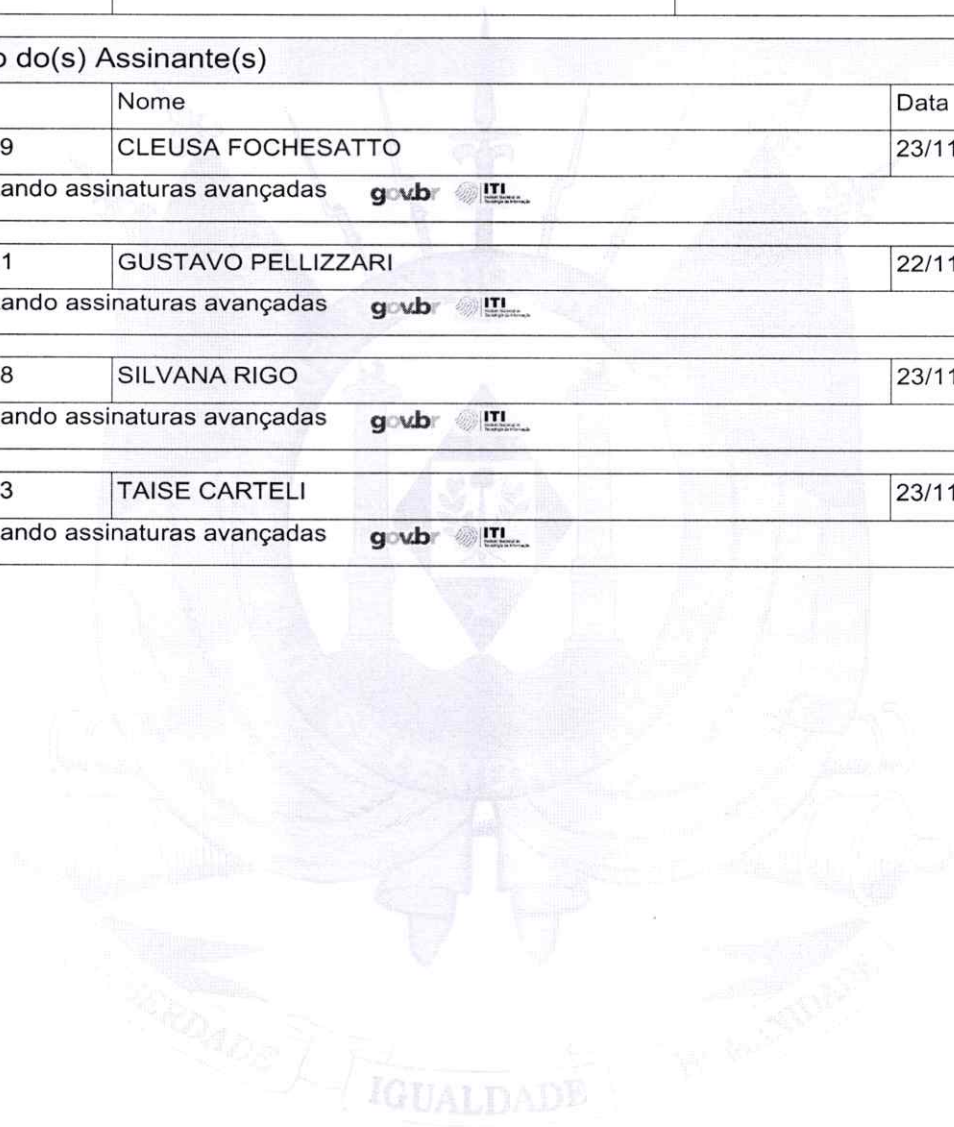 o do(s) Assinante(s)
Nome Data
9 CLEUSA FOCHESATTO 23/11
ando assinaturas avançadas gov.br ITI
1 GUSTAVO PELLIZZARI 22/11
ando assinaturas avançadas gov.br ITI
8 SILVANA RIGO 23/11
ando assinaturas avançadas gov.br ITI
3 TAISE CARTELI 23/11
ando assinaturas avançadas gov.br ITI
IGUALDADE